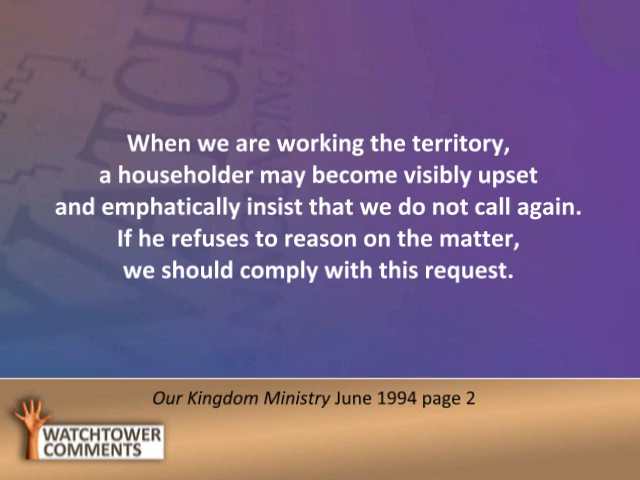 When we are working the territory,
a householder may become visibly upset
and emphatically insist that we do not call again.
If he refuses to reason on the matter,
we should comply with this request.
Our Kingdom Ministry June 1994 page 2
WATCHTOWER
COMMENTS